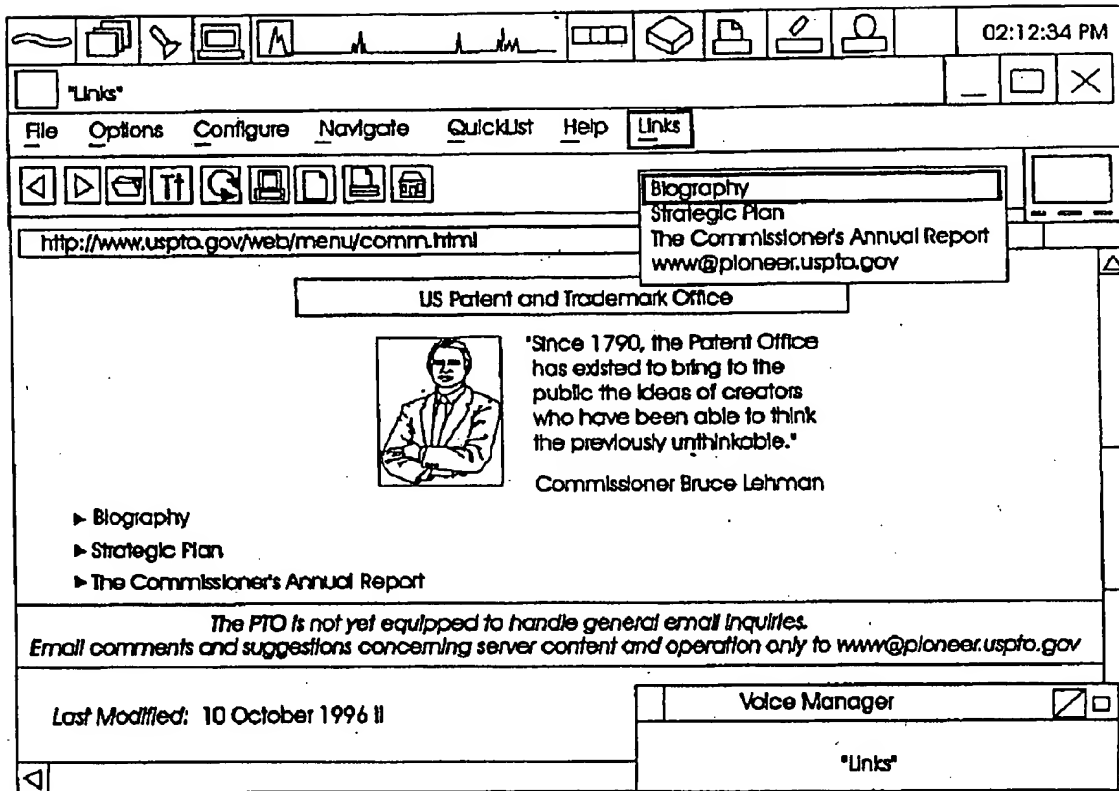 02:12:34 PM
"Links"
File Options Configure Navigate QuickList Help Links
Tt
Biography
Strategic Plan
The Commissioner's Annual Report
www@pioneer.uspto.gov
http://www.uspto.gov/web/menu/comm.html
US Patent and Trademark Office
"Since 1790, the Patent Office
has existed to bring to the
public the ideas of creators
who have been able to think
the previously unthinkable."
Commissioner Bruce Lehman
▶ Biography
▶ Strategic Plan
▶ The Commissioner's Annual Report
The PTO is not yet equipped to handle general email inquiries.
Email comments and suggestions concerning server content and operation only to www@pioneer.uspto.gov
Last Modified: 10 October 1996 II
Voice Manager
"Links"